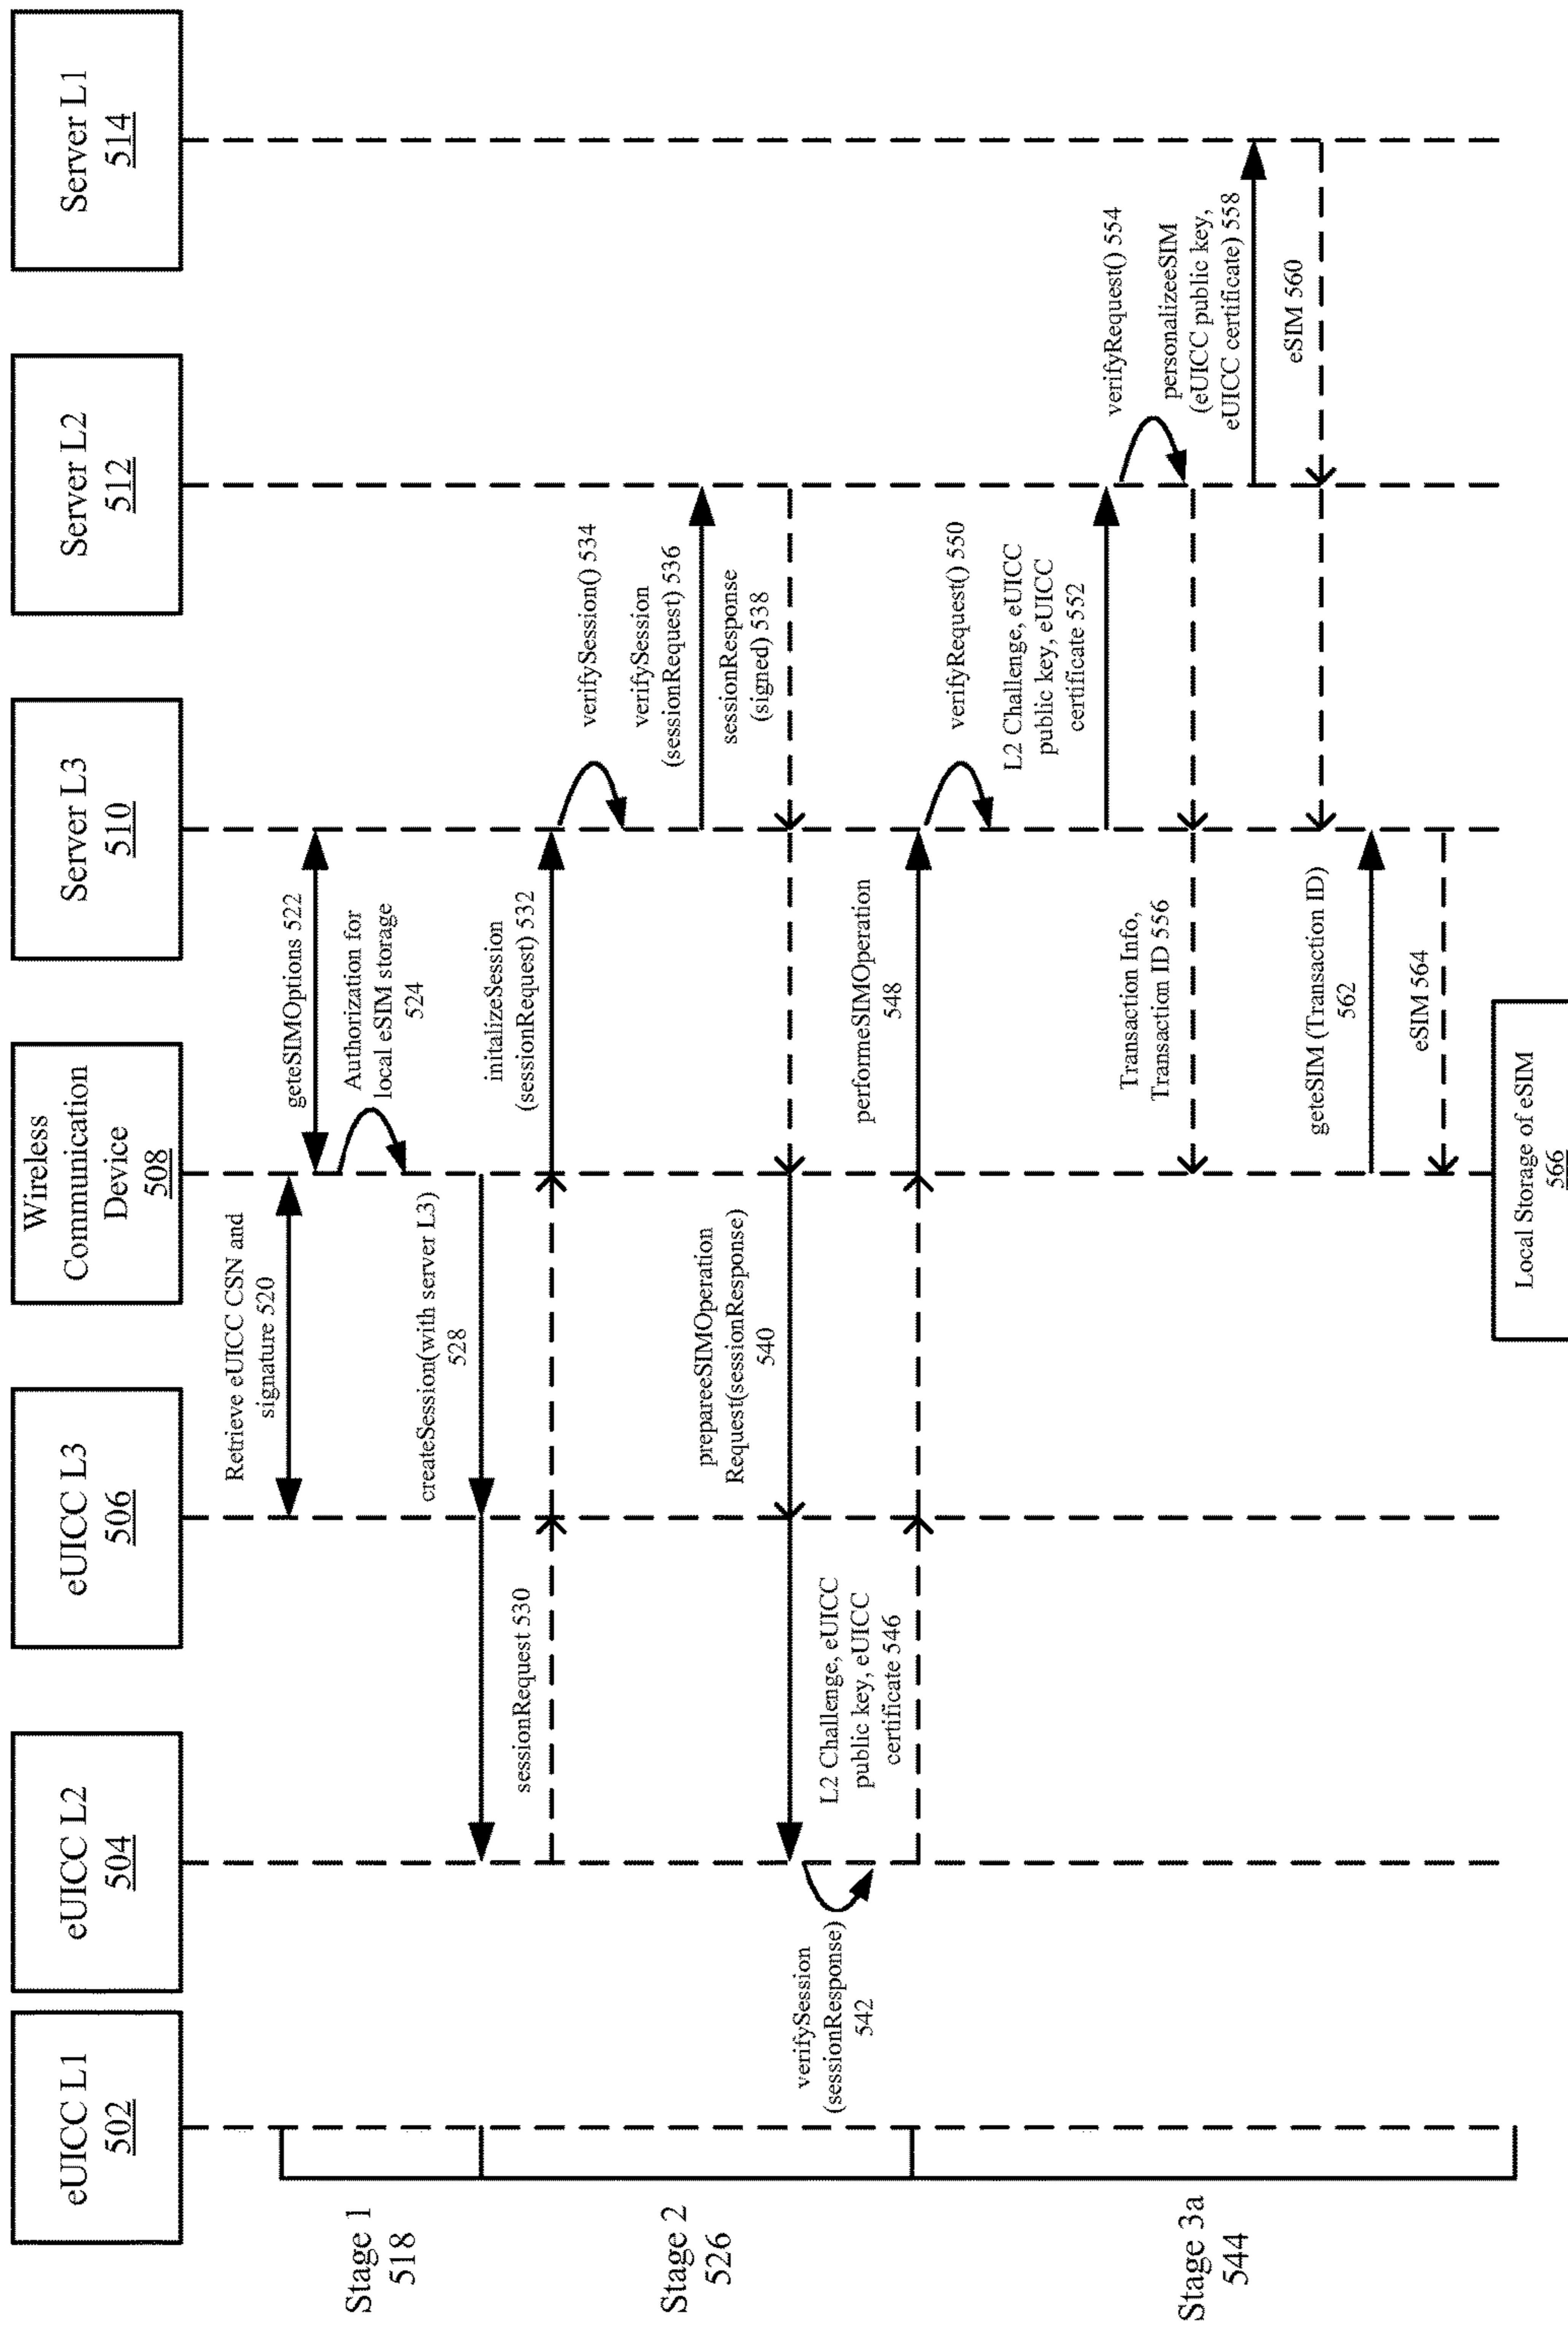 eUICC L1
502
eUICC L2
504
eUICC L3
506
Wireless
Communication
Device
508
Server L3
510
Server L2
512
Server L1
514
Stage 1
518
Retrieve eUICC CSN and
signature 520
geteSIMOptions 522
Authorization for
local eSIM storage
524
Stage 2
526
createSession(with server L3)
528
sessionRequest 530
initalizeSession
(sessionRequest) 532
verifySession() 534
verifySession
(sessionRequest) 536
sessionResponse
(signed) 538
prepareeSIMOperation
Request(sessionResponse)
540
verifySession
(sessionResponse)
542
Stage 3a
544
L2 Challenge, eUICC
public key, eUICC
certificate 546
performeSIMOperation
548
verifyRequest() 550
L2 Challenge, eUICC
public key, eUICC
certificate 552
verifyRequest() 554
Transaction Info,
Transaction ID 556
personalizeeSIM
(eUICC public key,
eUICC certificate) 558
eSIM 560
geteSIM (Transaction ID)
562
eSIM 564
Local Storage of eSIM
566